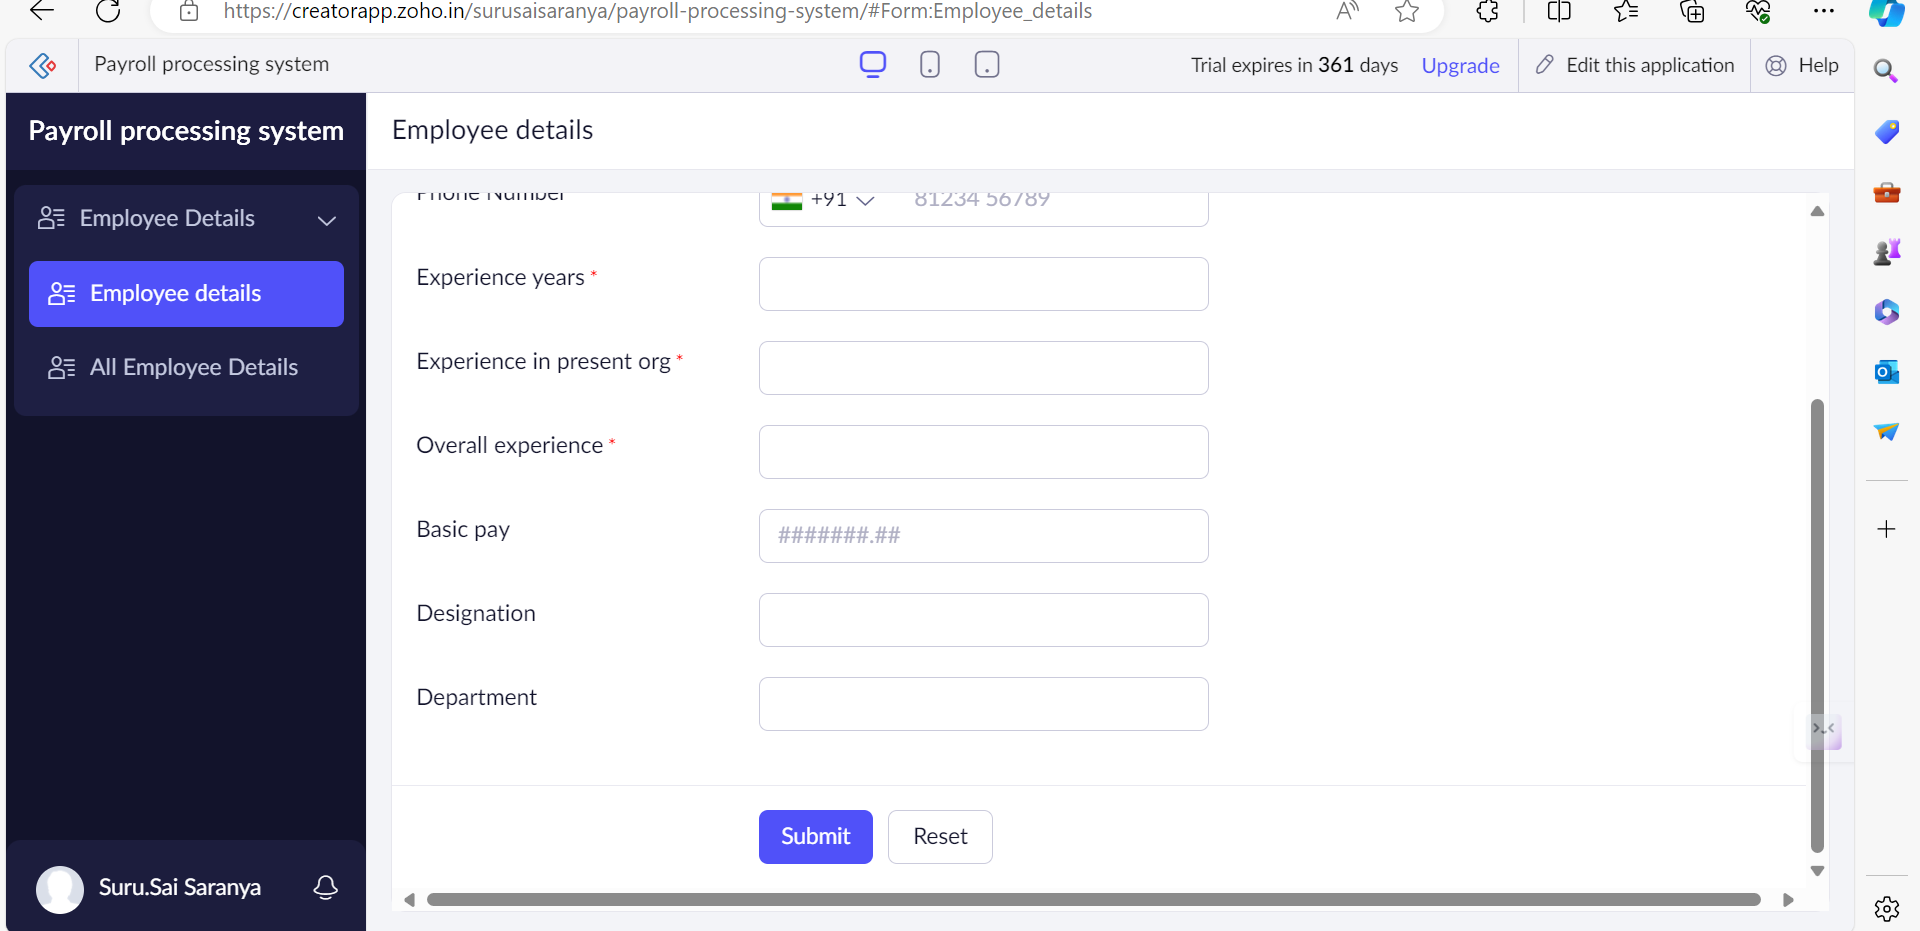 https://creatorapp.zoho.in/surusaisaranya/payroll-processing-system/#Form:Employee_details
Payroll processing system
Trial expires in 361 days
Upgrade
Edit this application
Help
Payroll processing system
Employee Details
Employee details
All Employee Details
Suru.Sai Saranya
Employee details
Phone Number
+91
81234 56789
Experience years *
Experience in present org *
Overall experience *
Basic pay
#######.##
Designation
Department
Submit
Reset